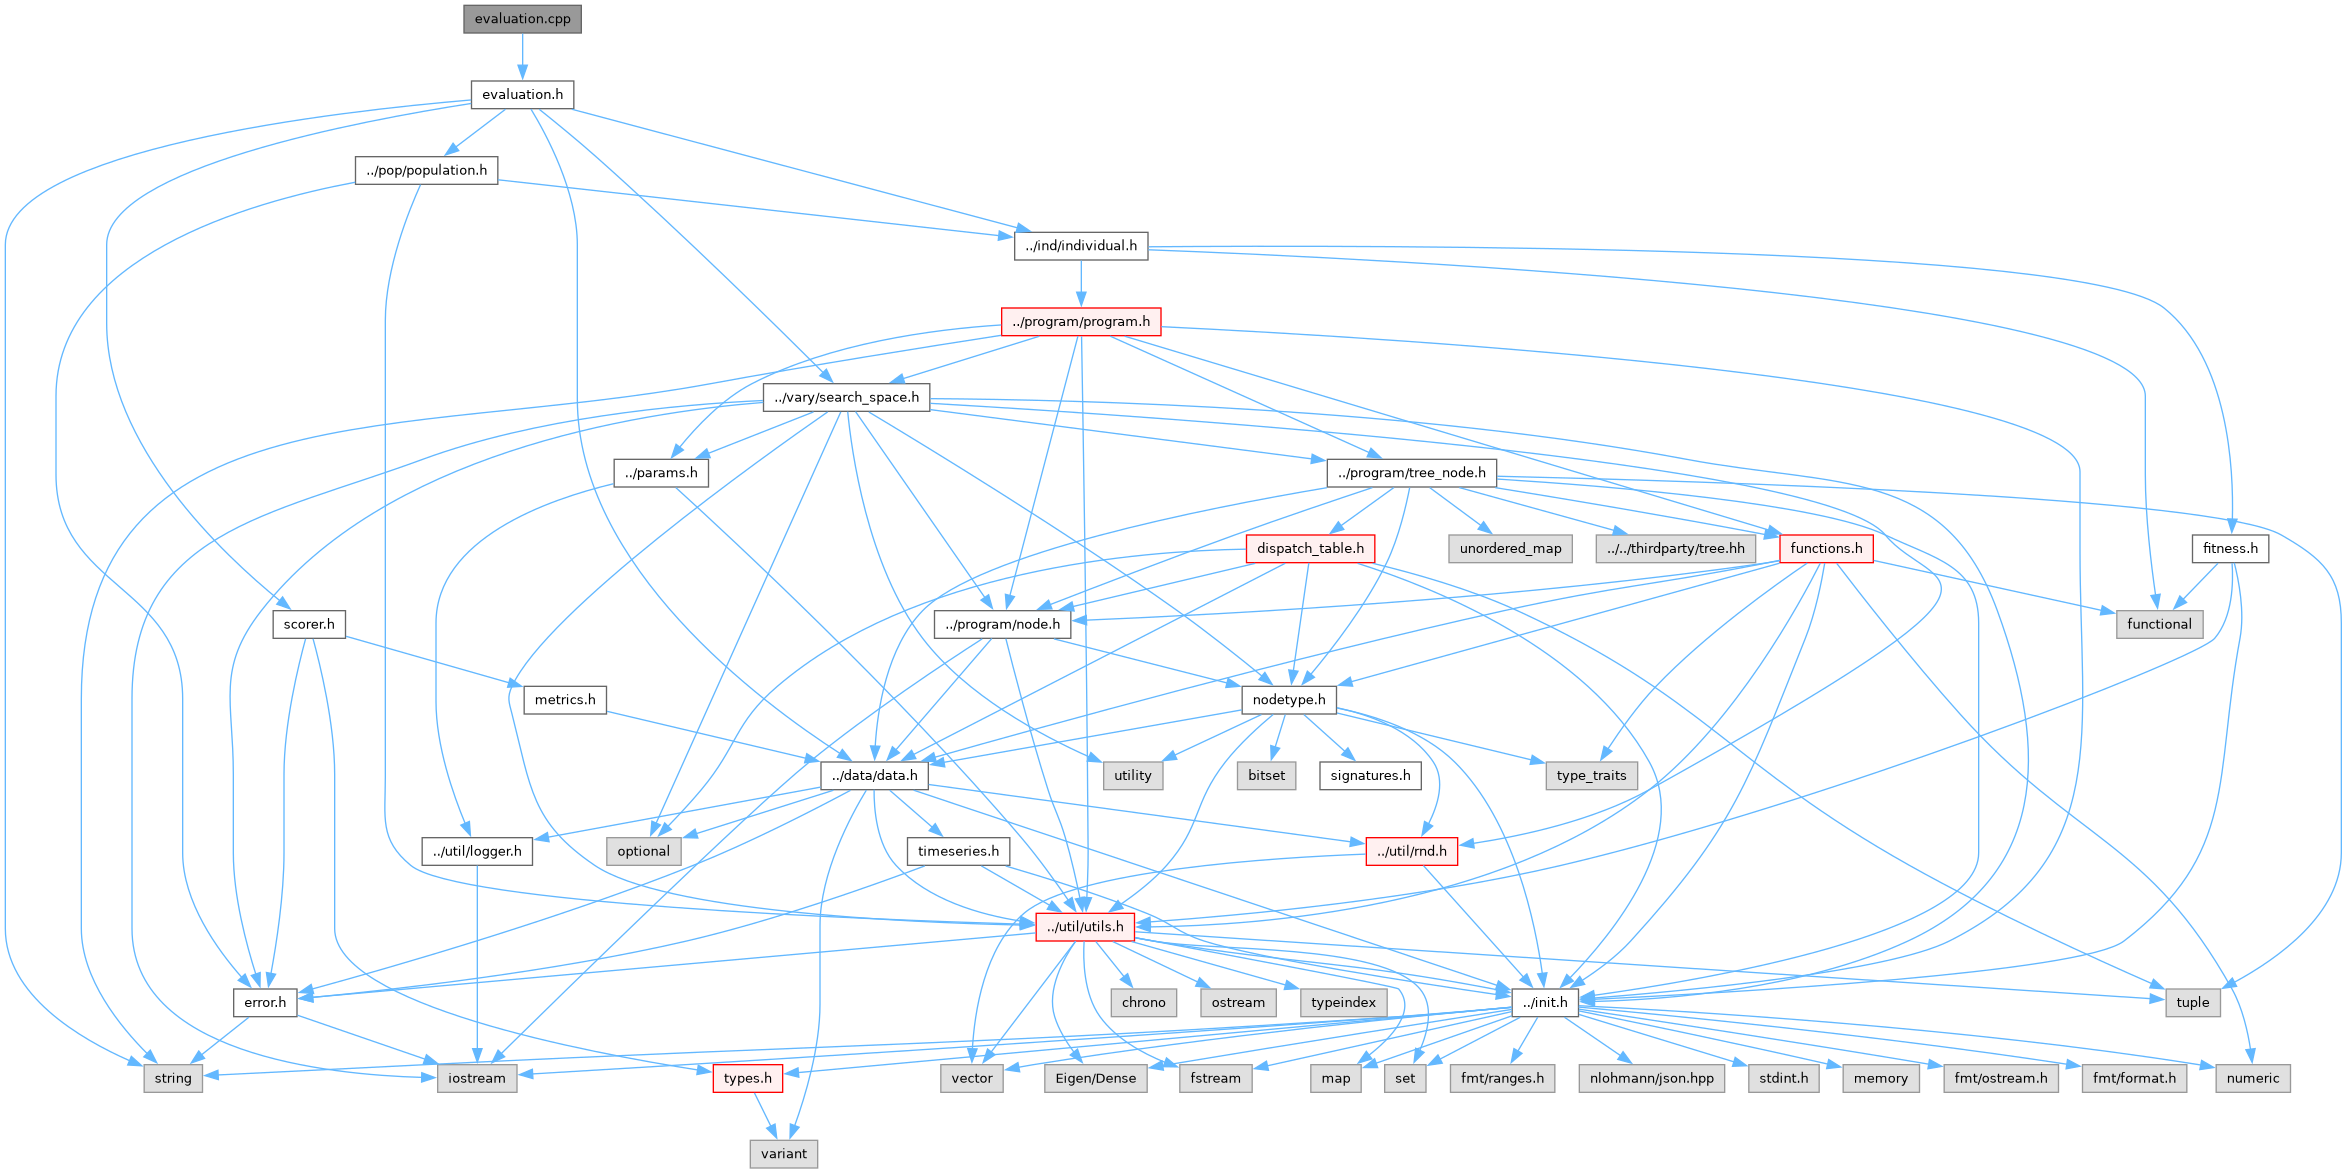 evaluation.cpp
evaluation.h
../pop/population.h
../ind/individual.h
../program/program.h
../vary/search_space.h
../params.h
../program/tree_node.h
dispatch_table.h
unordered_map
../../thirdparty/tree.hh
functions.h
fitness.h
scorer.h
../program/node.h
functional
metrics.h
nodetype.h
../data/data.h
utility
bitset
signatures.h
type_traits
../util/logger.h
optional
timeseries.h
../util/rnd.h
../util/utils.h
error.h
chrono
ostream
typeindex
../init.h
tuple
string
iostream
types.h
vector
Eigen/Dense
fstream
map
set
fmt/ranges.h
nlohmann/json.hpp
stdint.h
memory
fmt/ostream.h
fmt/format.h
numeric
variant